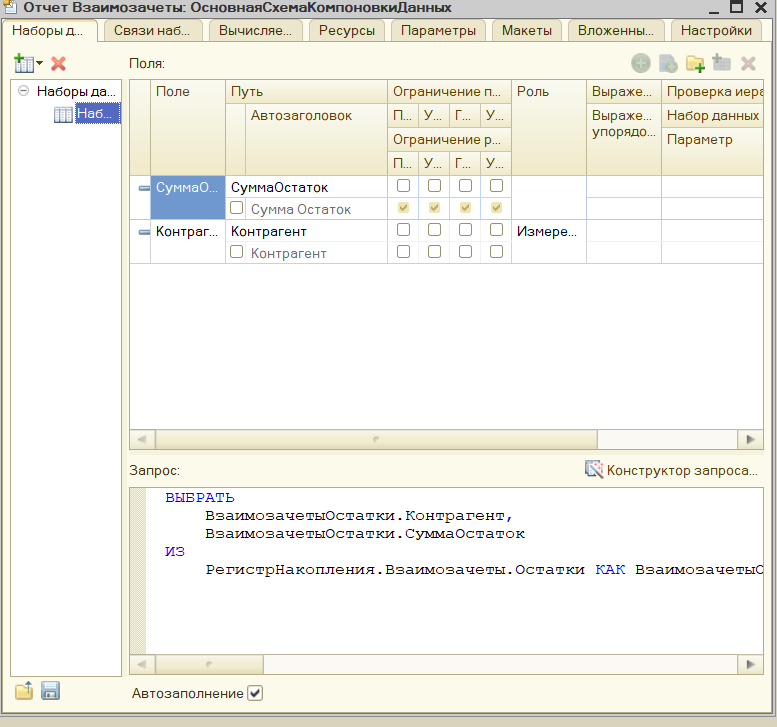 Отчет Взаимозачеты: ОсновнаяСхемаКомпоновкиДанных
Наборы д... Связи наб... Вычисляе... Ресурсы Параметры Макеты Вложенны... Настройки
Поля:
Наборы да...
Наб...
Поле Путь Ограничение п... Роль Выраже... Проверка иера
Автозаголовок П... У... Г... У... Выраже... упорядо... Набор данных
Ограничение р... Параметр
П... У... Г... У...
СуммаО... СуммаОстаток
Сумма Остаток
Контраг... Контрагент Измере...
Контрагент
Запрос: Конструктор запроса...
ВЫБРАТЬ
ВзаимозачетыОстатки.Контрагент,
ВзаимозачетыОстатки.СуммаОстаток
ИЗ
РегистрНакопления.Взаимозачеты.Остатки КАК ВзаимозачетыО
Автозаполнение